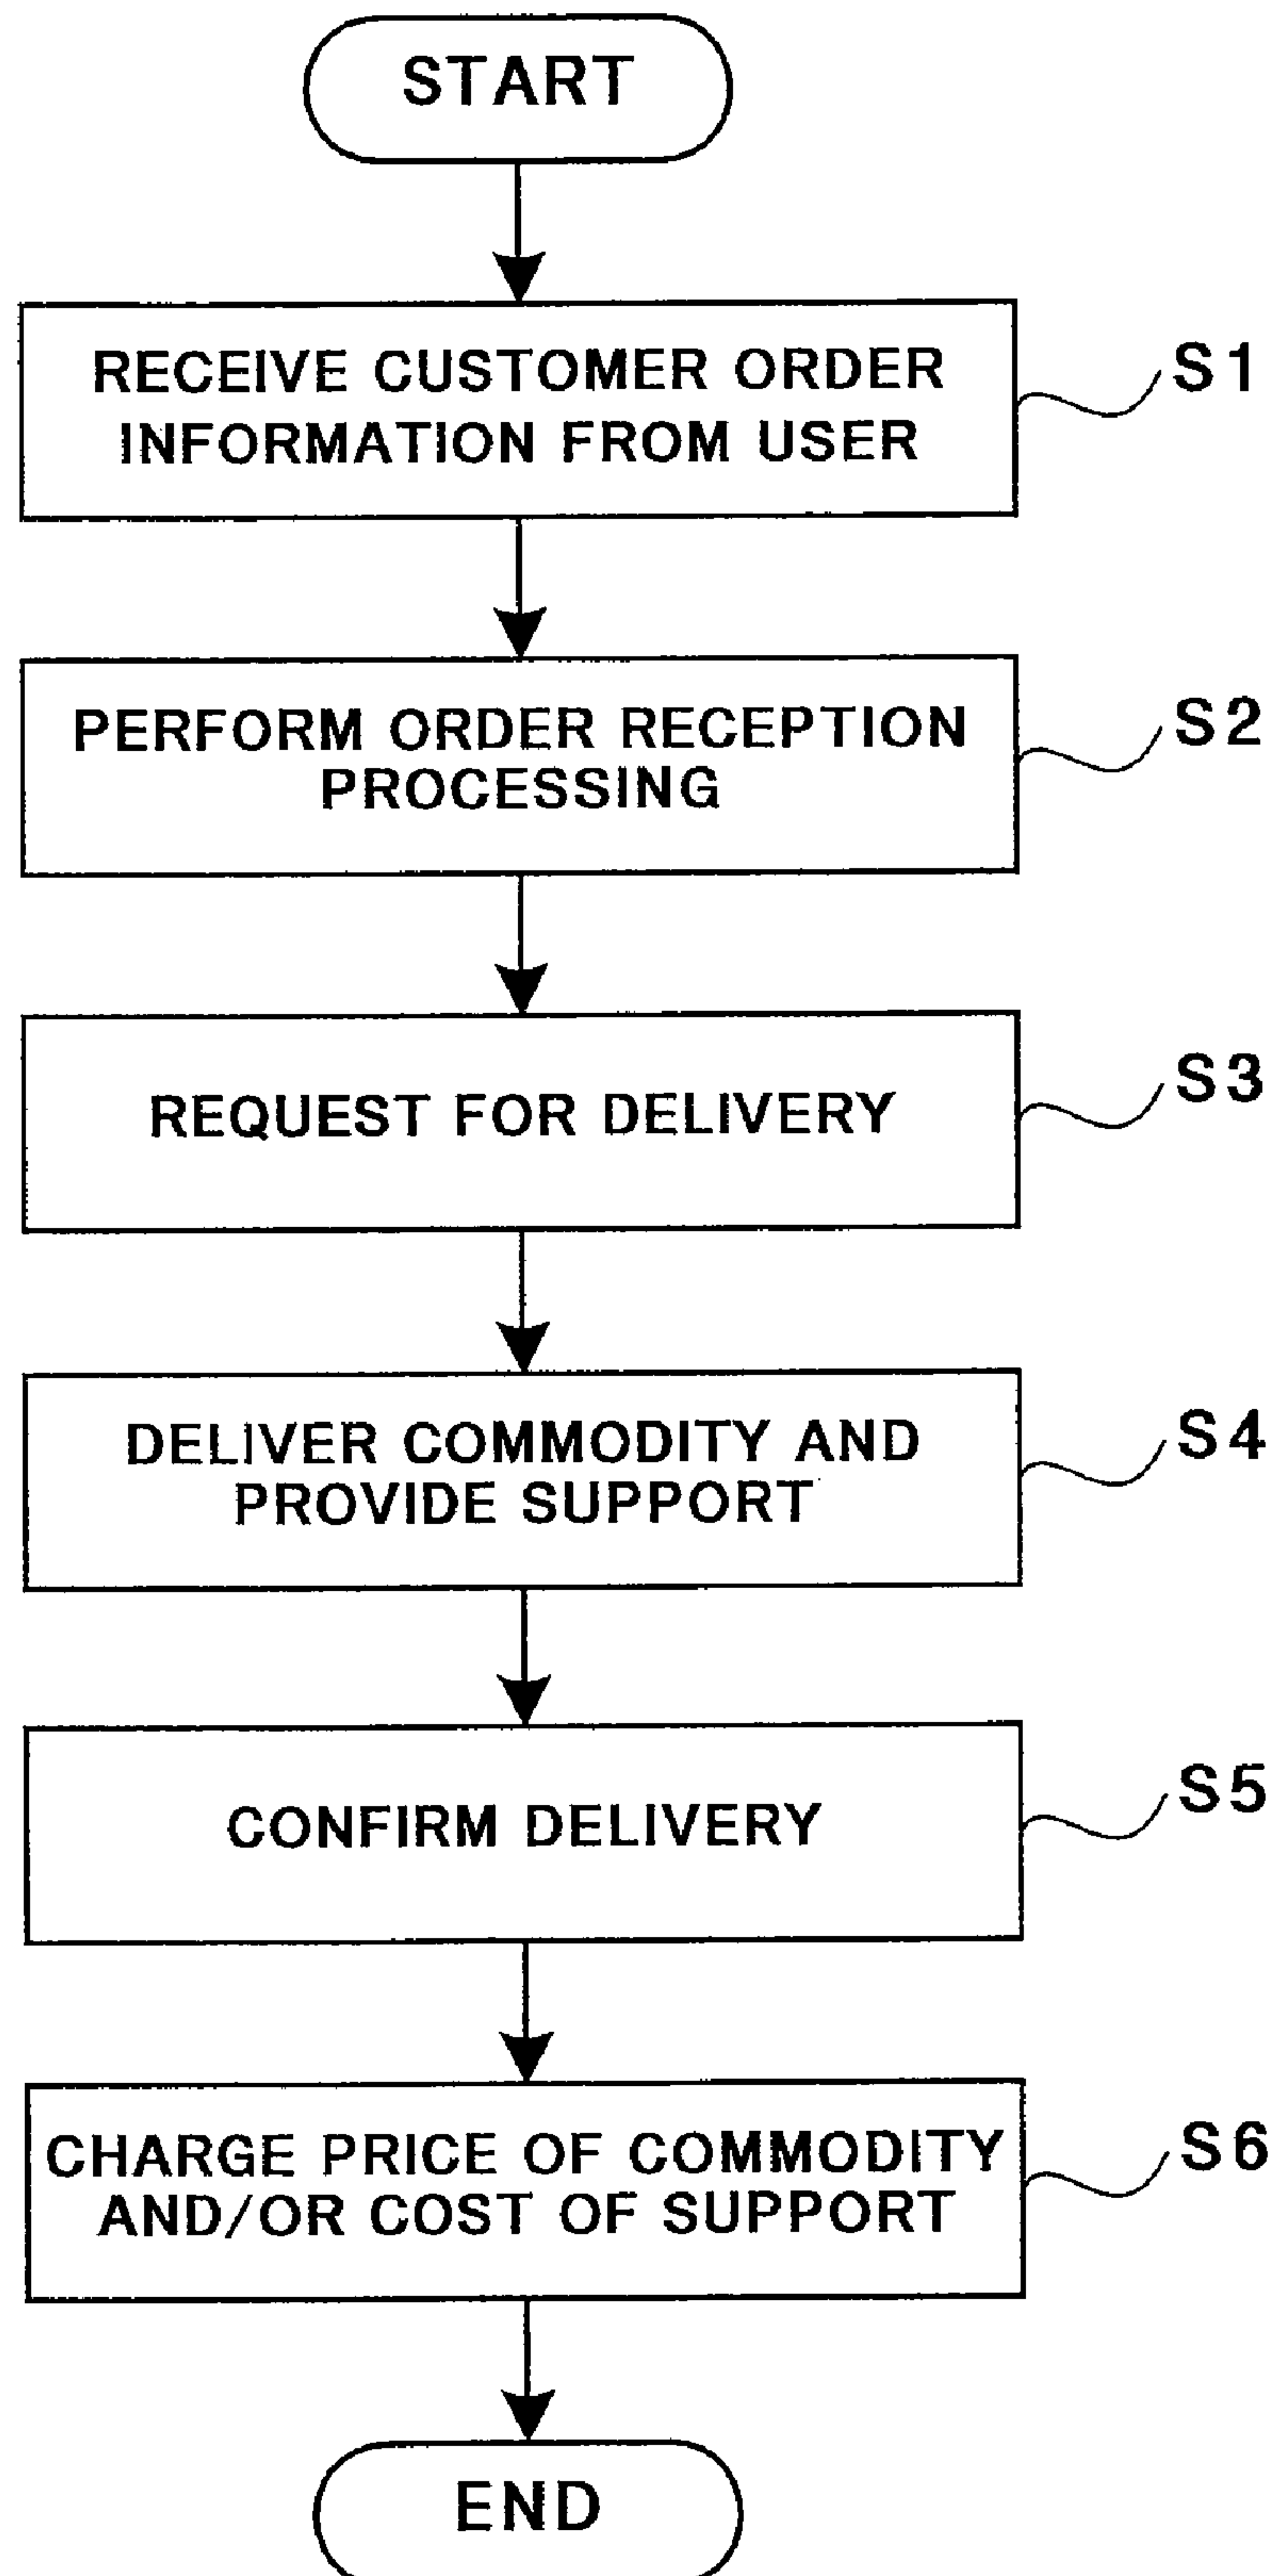 START
RECEIVE CUSTOMER ORDER
INFORMATION FROM USER
S1
PERFORM ORDER RECEPTION
PROCESSING
S2
REQUEST FOR DELIVERY
S3
DELIVER COMMODITY AND
PROVIDE SUPPORT
S4
CONFIRM DELIVERY
S5
CHARGE PRICE OF COMMODITY
AND/OR COST OF SUPPORT
S6
END